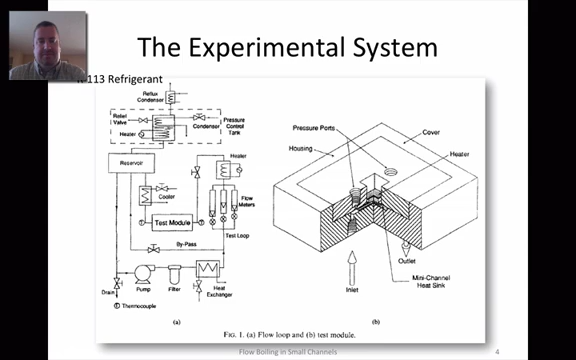 The Experimental System
R-113 Refrigerant
Reflux
Condenser
Relief
Valve
Heater
Condenser
Pressure
Control
Tank
Reservoir
Heater
Cooler
Flow
Meters
Test Module
Test Loop
By-Pass
Drain
Pump
Filter
Heat
Exchanger
T Thermocouple
(a)
Pressure Ports
Housing
Cover
Heater
Outlet
Inlet
Mini-Channel
Heat Sink
(b)
FIG. 1. (a) Flow loop and (b) test module.
Flow Boiling in Small Channels
4